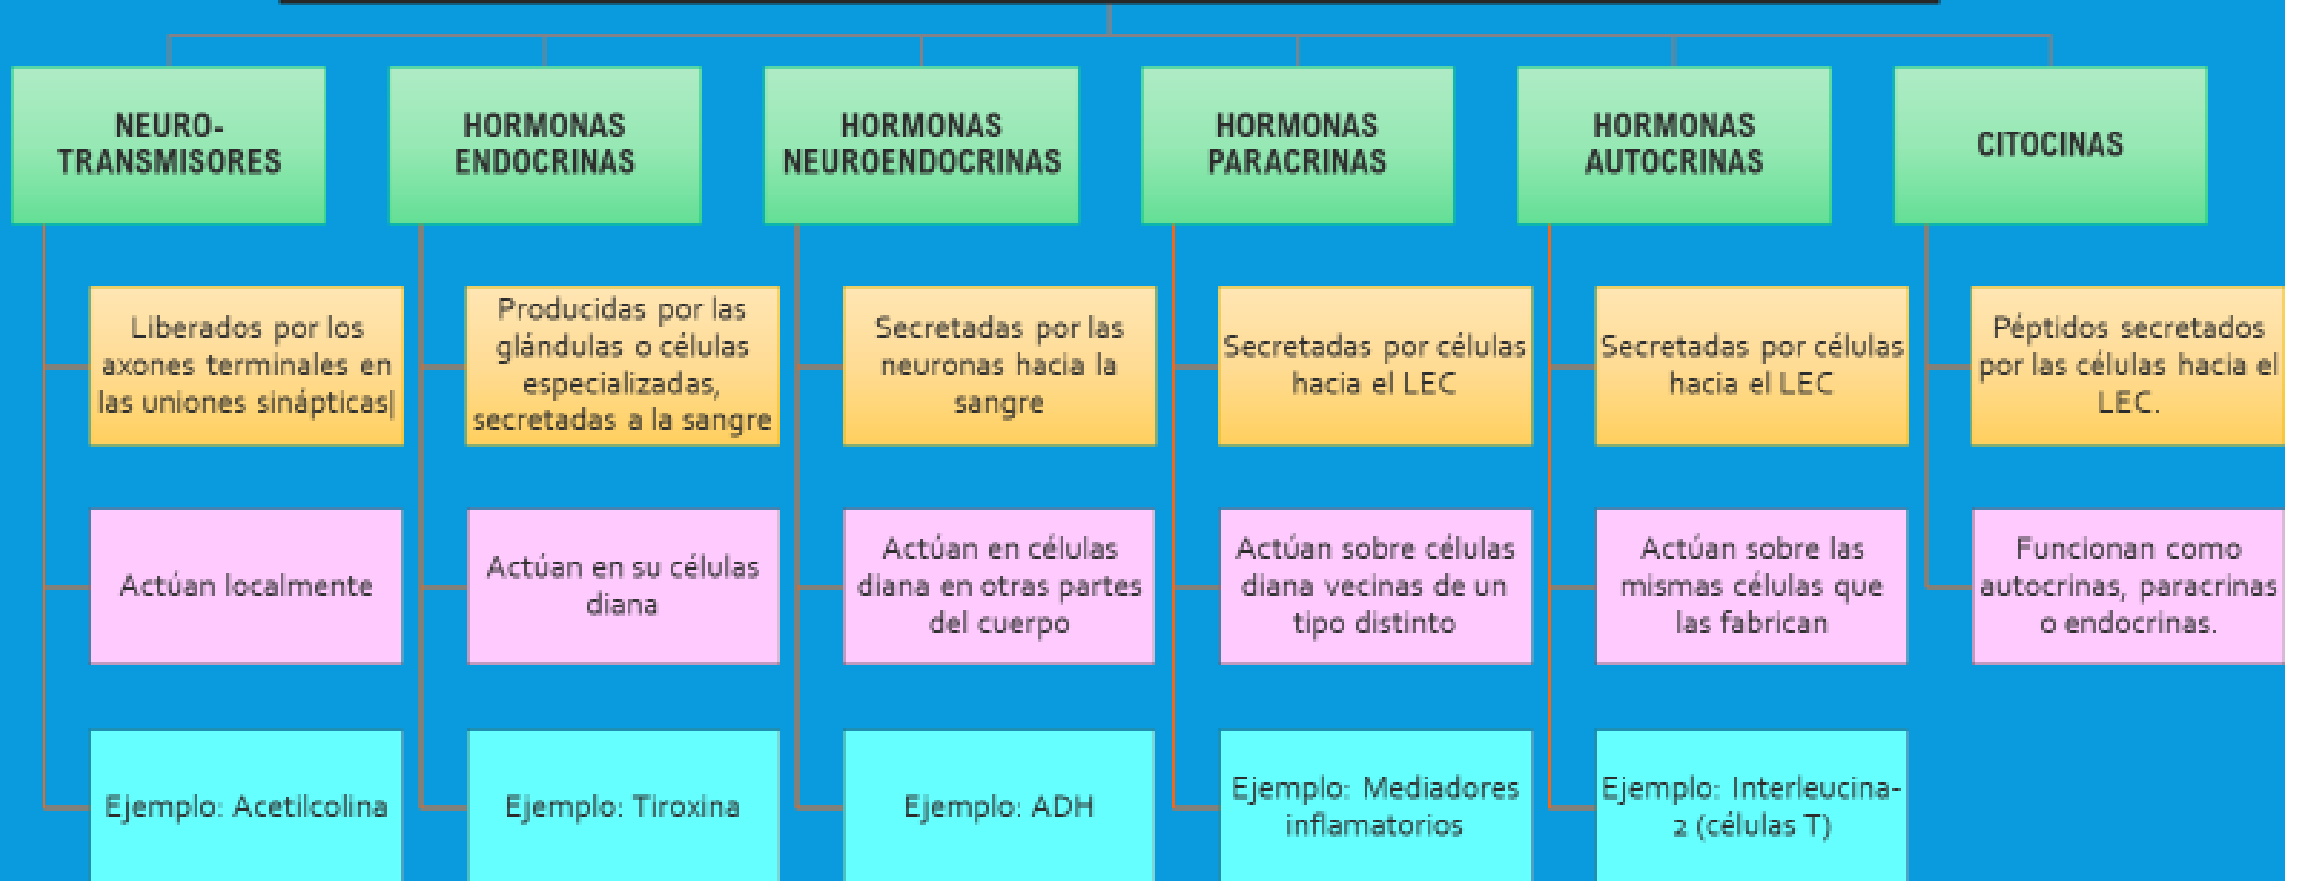 NEURO-
TRANSMISORES
HORMONAS
ENDOCRINAS
HORMONAS
NEUROENDOCRINAS
HORMONAS
PARACRINAS
HORMONAS
AUTOCRINAS
CITOCINAS
Liberados por los
axones terminales en
las uniones sinápticas
Producidas por las
glándulas o células
especializadas,
secretadas a la sangre
Secretadas por las
neuronas hacia la
sangre
Secretadas por células
hacia el LEC
Secretadas por células
hacia el LEC
Péptidos secretados
por las células hacia el
LEC.
Actúan localmente
Actúan en su células
diana
Actúan en células
diana en otras partes
del cuerpo
Actúan sobre células
diana vecinas de un
tipo distinto
Actúan sobre las
mismas células que
las fabrican
Funcionan como
autocrinas, paracrinas
o endocrinas.
Ejemplo: Acetilcolina
Ejemplo: Tiroxina
Ejemplo: ADH
Ejemplo: Mediadores
inflamatorios
Ejemplo: Interleucina-
2 (células T)